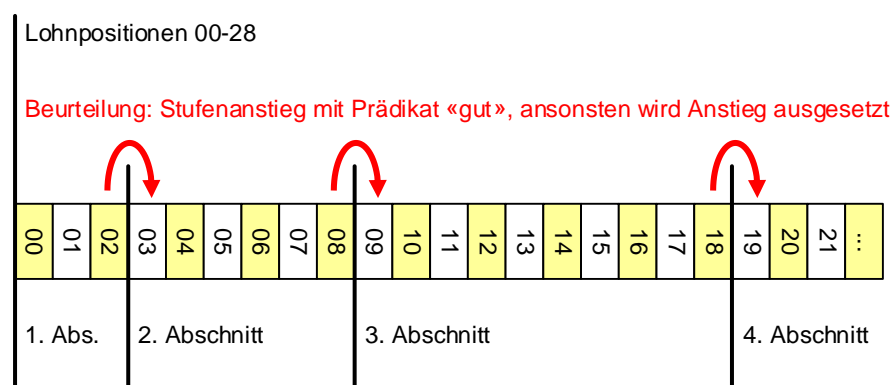 Lohnpositionen 00-28
Beurteilung: Stufenanstieg mit Prädikat «gut», ansonsten wird Anstieg ausgesetzt
00 01 02 03 04 05 06 07 08 09 10 11 12 13 14 15 16 17 18 19 20 21 ...
1. Abs. 2. Abschnitt 3. Abschnitt 4. Abschnitt